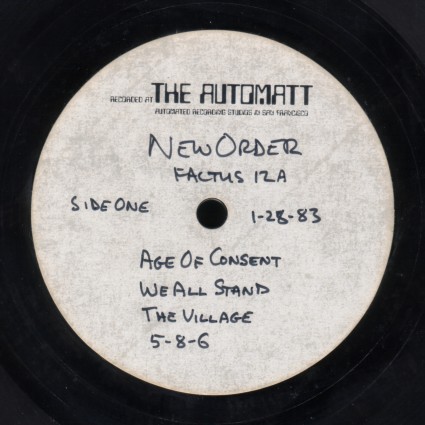 RECORDED AT THE AUTOMATT
AUTOMATED RECORDING STUDIOS IN SAN FRANCISCO
NEW ORDER
FACTUS 12A
SIDE ONE
1-28-83
AGE OF CONSENT
WE ALL STAND
THE VILLAGE
5-8-6